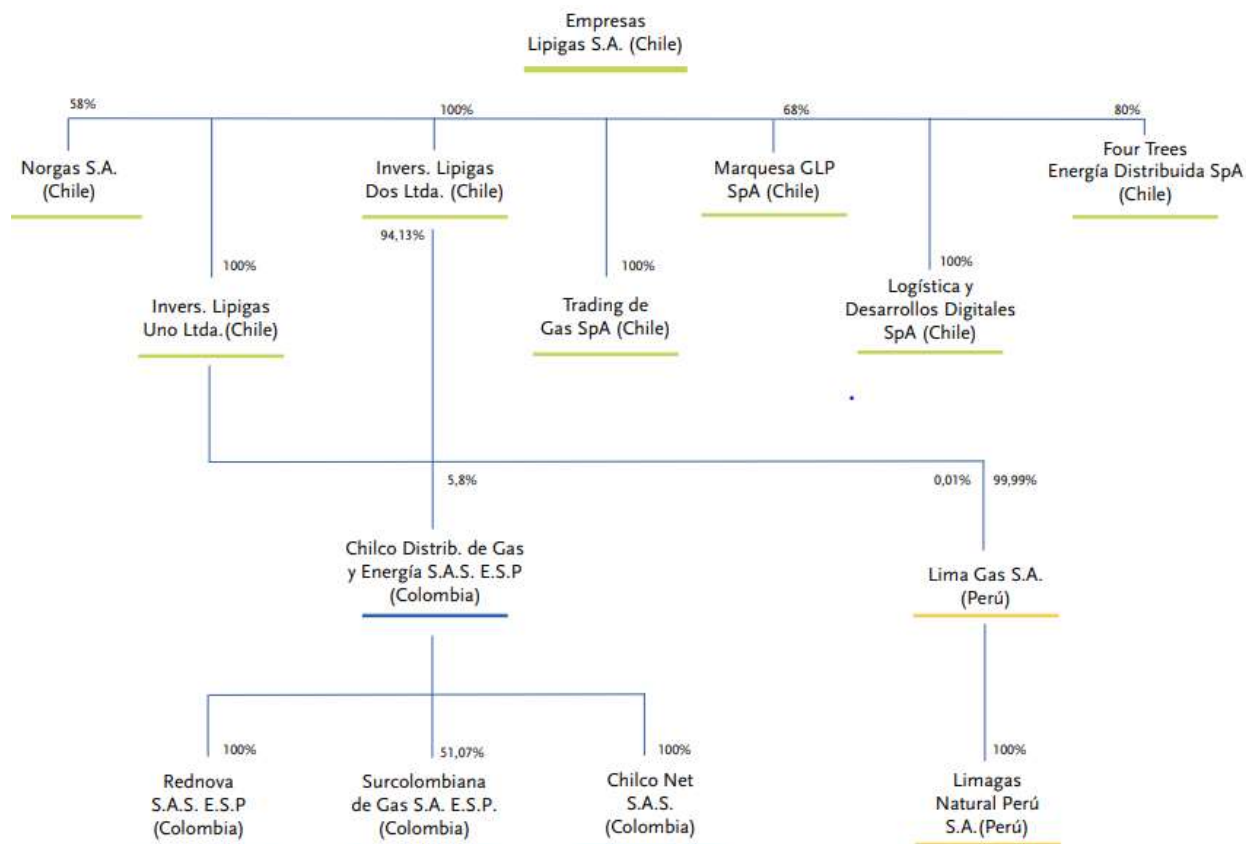 Empresas
Lipigas S.A. (Chile)
58%
100%
68%
80%
Norgas S.A.
(Chile)
Invers. Lipigas
Dos Ltda. (Chile)
Marquesa GLP
SpA (Chile)
Four Trees
Energía Distribuida SpA
(Chile)
94,13%
100%
100%
100%
Invers. Lipigas
Uno Ltda.(Chile)
Trading de
Gas SpA (Chile)
Logística y
Desarrollos Digitales
SpA (Chile)
5,8%
0,01%
99,99%
Chilco Distrib. de Gas
y Energía S.A.S. E.S.P
(Colombia)
Lima Gas S.A.
(Perú)
100%
51,07%
100%
100%
Rednova
S.A.S. E.S.P
(Colombia)
Surcolombiana
de Gas S.A. E.S.P.
(Colombia)
Chilco Net
S.A.S.
(Colombia)
Limagas
Natural Perú
S.A.(Perú)